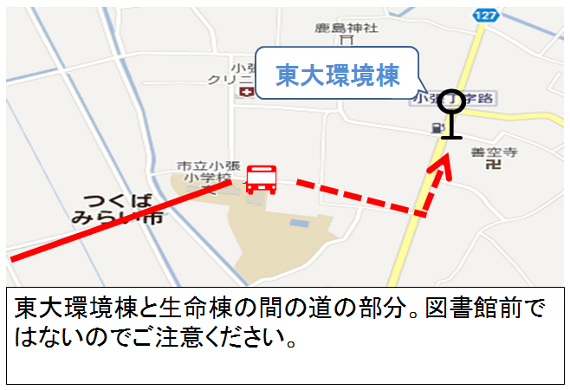 127
鹿島神社
小張
クリニ
東大環境棟
小張丁字路
善空寺
市立小張
小学校
つくば
みらい市
東大環境棟と生命棟の間の道の部分。図書館前で
はないのでご注意ください。